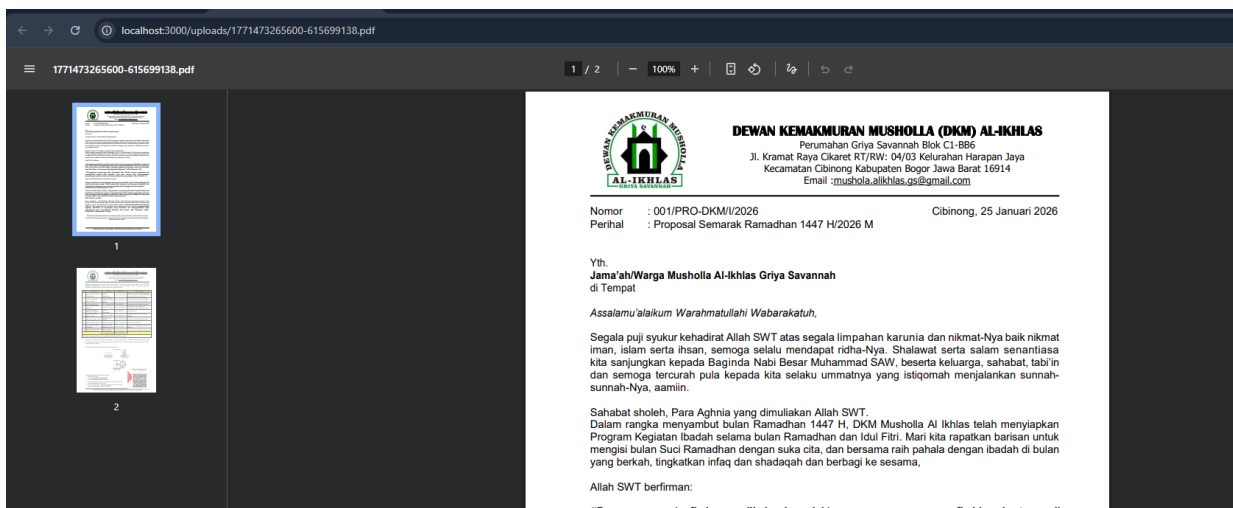 localhost:3000/uploads/1771473265600-615699138.pdf
1771473265600-615699138.pdf
1 / 2
100%
1
2
DEWAN KEMAKMURAN MUSHOLLA
AL-IKHLAS
GRIYA SAVANNAH
DEWAN KEMAKMURAN MUSHOLLA (DKM) AL-IKHLAS
Perumahan Griya Savannah Blok C1-BB6
Jl. Kramat Raya Cikaret RT/RW: 04/03 Kelurahan Harapan Jaya
Kecamatan Cibinong Kabupaten Bogor Jawa Barat 16914
Email :mushola.alikhlas.gs@gmail.com
Nomor : 001/PRO-DKM/I/2026 Cibinong, 25 Januari 2026
Perihal : Proposal Semarak Ramadhan 1447 H/2026 M
Yth.
Jama'ah/Warga Musholla Al-Ikhlas Griya Savannah
di Tempat
Assalamu'alaikum Warahmatullahi Wabarakatuh,
Segala puji syukur kehadirat Allah SWT atas segala limpahan karunia dan nikmat-Nya baik nikmat
iman, islam serta ihsan, semoga selalu mendapat ridha-Nya. Shalawat serta salam senantiasa
kita sanjungkan kepada Baginda Nabi Besar Muhammad SAW, beserta keluarga, sahabat, tabi'in
dan semoga tercurah pula kepada kita selaku ummatnya yang istiqomah menjalankan sunnah-
sunnah-Nya, aamiin.
Sahabat sholeh, Para Aghnia yang dimuliakan Allah SWT.
Dalam rangka menyambut bulan Ramadhan 1447 H, DKM Musholla Al Ikhlas telah menyiapkan
Program Kegiatan Ibadah selama bulan Ramadhan dan Idul Fitri. Mari kita rapatkan barisan untuk
mengisi bulan Suci Ramadhan dengan suka cita, dan bersama raih pahala dengan ibadah di bulan
yang berkah, tingkatkan infaq dan shadaqah dan berbagi ke sesama,
Allah SWT berfirman: